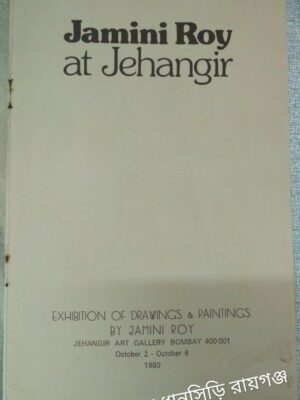 Jamini Roy
at Jehangir
EXHIBITION OF DRAWINGS & PAINTINGS
BY JAMINI ROY
JEHANGIR ART GALLERY BOMBAY 400 001
October 2 - October 8
1980
ধানসিড়ি রায়গঞ্জ